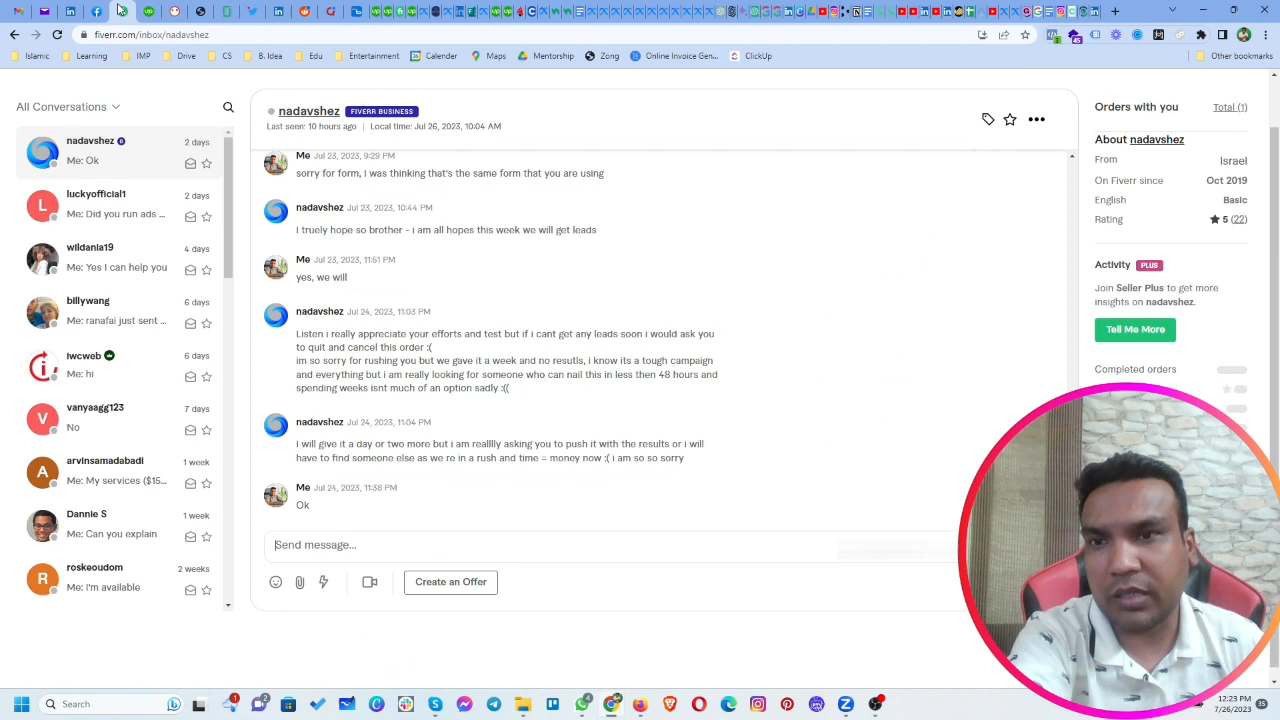 fiverr.com/inbox/nadavshez
Islamic
Learning
IMP
Drive
CS
B. Idea
Edu
Entertainment
Calender
Maps
Mentorship
Zong
Online Invoice Gen...
ClickUp
Other bookmarks
All Conversations
nadavshez
2 days
Me: Ok
luckyofficial1
2 days
Me: Did you run ads ...
wildania19
4 days
Me: Yes I can help you
billywang
6 days
Me: ranafai just sent ...
iwcweb
6 days
Me: hi
vanyaagg123
7 days
No
arvinsamadabadi
1 week
Me: My services ($15...
Dannie S
1 week
Me: Can you explain
roskeoudom
2 weeks
Me: I'm available
nadavshez FIVERR BUSINESS
Last seen: 10 hours ago | Local time: Jul 26, 2023, 10:04 AM
Me Jul 23, 2023, 9:29 PM
sorry for form, I was thinking that's the same form that you are using
nadavshez Jul 23, 2023, 10:44 PM
I truely hope so brother - i am all hopes this week we will get leads
Me Jul 23, 2023, 11:51 PM
yes, we will
nadavshez Jul 24, 2023, 11:03 PM
Listen i really appreciate your efforts and test but if i cant get any leads soon i would ask you
to quit and cancel this order :(
im so sorry for rushing you but we gave it a week and no resutls, i know its a tough campaign
and everything but i am really looking for someone who can nail this in less then 48 hours and
spending weeks isnt much of an option sadly :((
nadavshez Jul 24, 2023, 11:04 PM
I will give it a day or two more but i am realllly asking you to push it with the results or i will
have to find someone else as we re in a rush and time = money now :( i am so so sorry
Me Jul 24, 2023, 11:38 PM
Ok
Send message...
Create an Offer
Orders with you
Total (1)
About nadavshez
From
Israel
On Fiverr since
Oct 2019
English
Basic
Rating
5 (22)
Activity PLUS
Join Seller Plus to get more
insights on nadavshez.
Tell Me More
Completed orders
L
V
A
R
Search
12:23 PM
7/26/2023